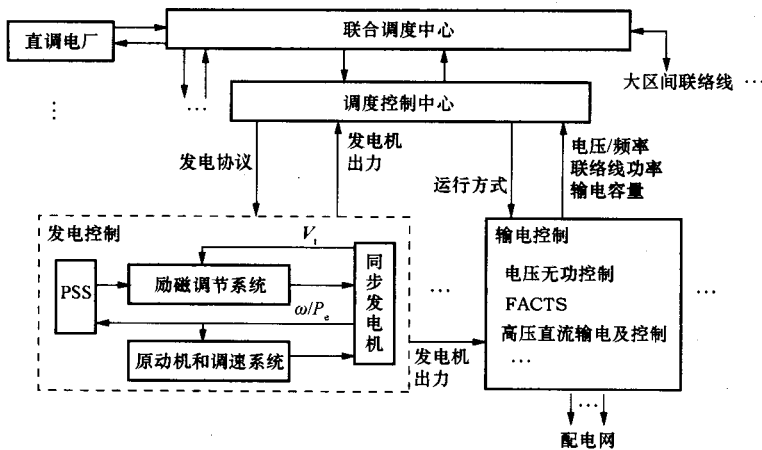 联合调度中心
直调电厂
大区间联络线 …
⋮
…
调度控制中心
发电协议
发电机
出力
运行方式
电压/频率
联络线功率
输电容量
发电控制
Vt
PSS
励磁调节系统
同步发电机
ω/Pe
原动机和调速系统
…
发电机
出力
输电控制
电压无功控制
FACTS
高压直流输电及控制
…
…
…
配电网